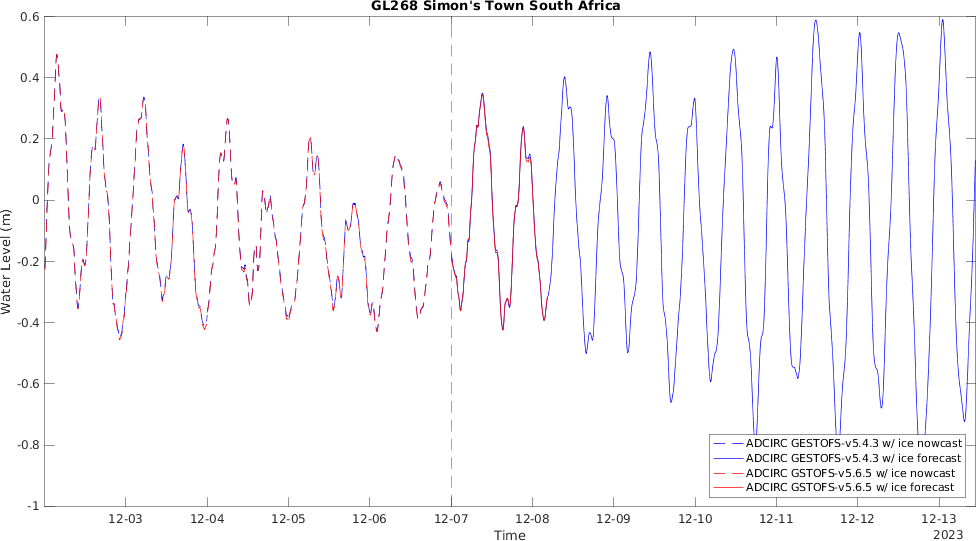 GL268 Simon's Town South Africa
Water Level (m)
0.6
0.4
0.2
0
-0.2
-0.4
-0.6
-0.8
-1
12-03 12-04 12-05 12-06 12-07 12-08 12-09 12-10 12-11 12-12 12-13
Time
2023
ADCIRC GESTOFS-v5.4.3 w/ ice nowcast
ADCIRC GESTOFS-v5.4.3 w/ ice forecast
ADCIRC GSTOFS-v5.6.5 w/ ice nowcast
ADCIRC GSTOFS-v5.6.5 w/ ice forecast